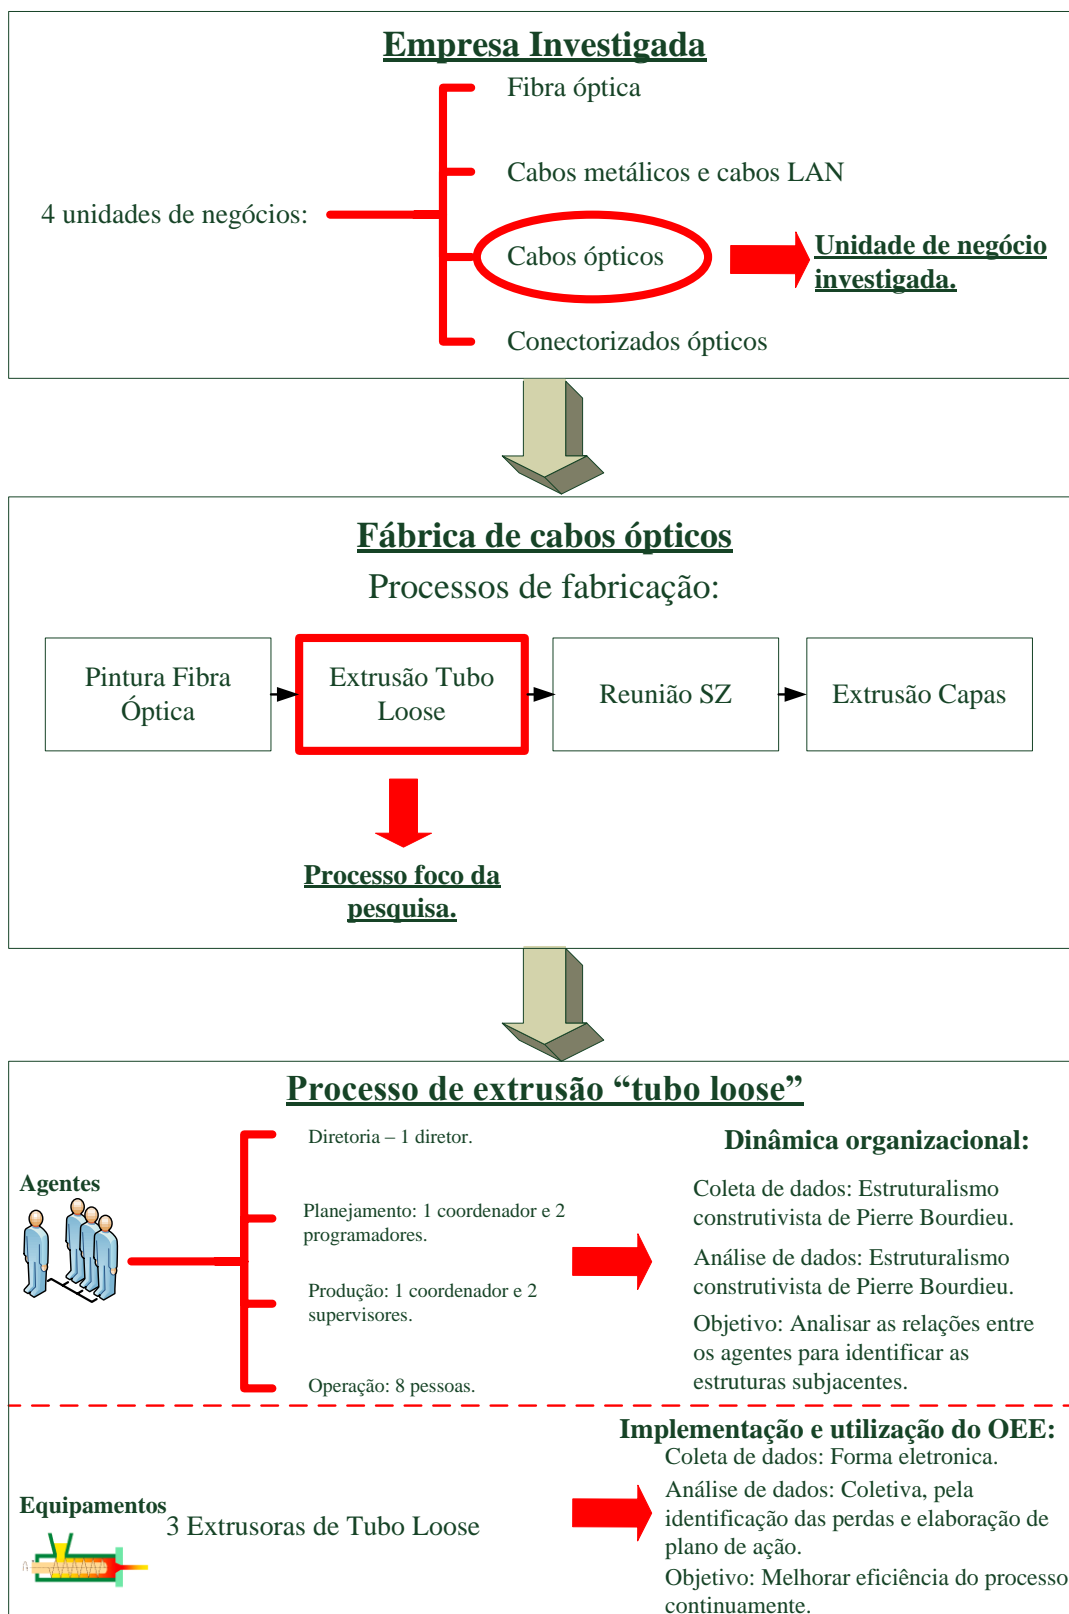 Empresa Investigada
Fibra óptica
Cabos metálicos e cabos LAN
4 unidades de negócios:
Cabos ópticos
Unidade de negócio
investigada.
Conectorizados ópticos
Fábrica de cabos ópticos
Processos de fabricação:
Pintura Fibra
Óptica
Extrusão Tubo
Loose
Reunião SZ
Extrusão Capas
Processo foco da
pesquisa.
Processo de extrusão “tubo loose”
Agentes
Diretoria – 1 diretor.
Planejamento: 1 coordenador e 2
programadores.
Produção: 1 coordenador e 2
supervisores.
Operação: 8 pessoas.
Dinâmica organizacional:
Coleta de dados: Estruturalismo
construtivista de Pierre Bourdieu.
Análise de dados: Estruturalismo
construtivista de Pierre Bourdieu.
Objetivo: Analisar as relações entre
os agentes para identificar as
estruturas subjacentes.
Equipamentos
3 Extrusoras de Tubo Loose
Implementação e utilização do OEE:
Coleta de dados: Forma eletronica.
Análise de dados: Coletiva, pela
identificação das perdas e elaboração de
plano de ação.
Objetivo: Melhorar eficiência do processo
continuamente.